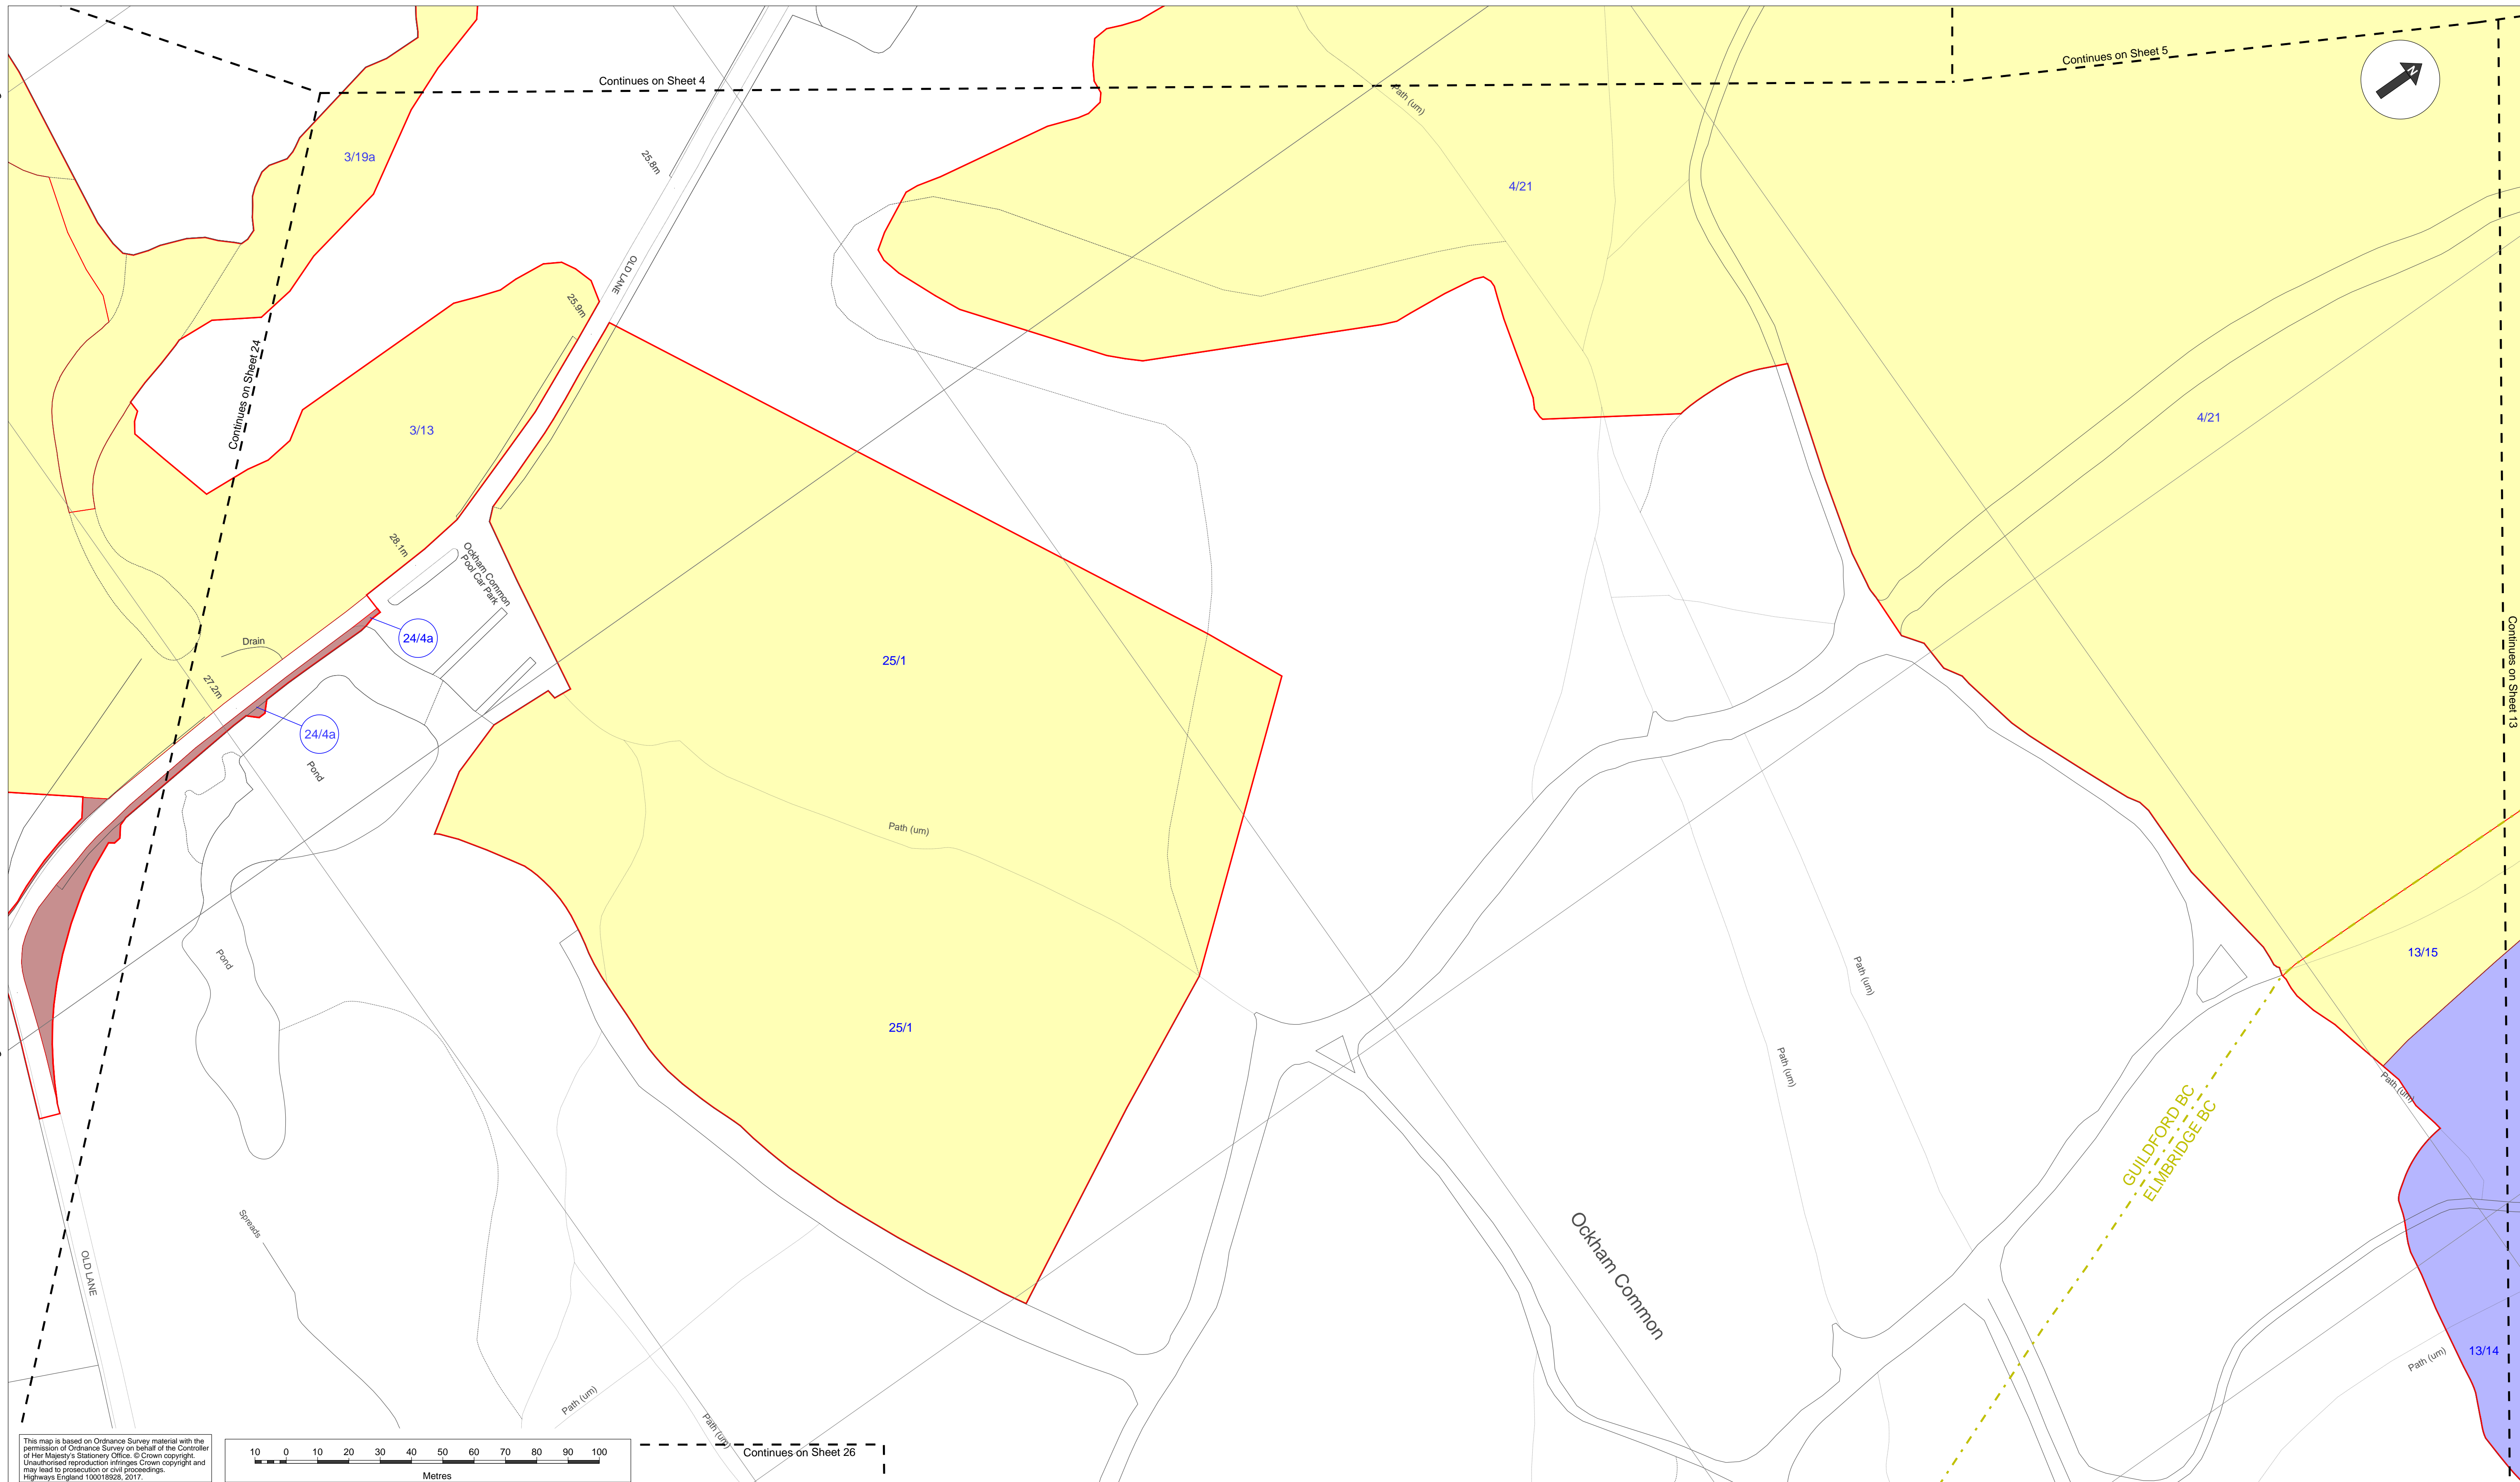 Continues on Sheet 4
Continues on Sheet 5
N
3/19a
25.8m
4/21
OLD LANE
25.9m
Continues on Sheet 24
3/13
4/21
28.1m
Ockham Common
Pool Car Park
Path (um)
24/4a
Drain
25/1
27.2m
24/4a
Pond
Continues on Sheet 13
Path (um)
Pond
13/15
Path (um)
25/1
Path (um)
Path (um)
GUILDFORD BC
ELMBRIDGE BC
Spreads
OLD LANE
Ockham Common
13/14
Path (um)
Path (um)
Path (um)
This map is based on Ordnance Survey material with the
permission of Ordnance Survey on behalf of the Controller
of Her Majesty's Stationery Office. © Crown copyright.
Unauthorised reproduction infringes Crown copyright and
may lead to prosecution or civil proceedings.
Highways England 100018928, 2017.
10 0 10 20 30 40 50 60 70 80 90 100
Metres
Continues on Sheet 26